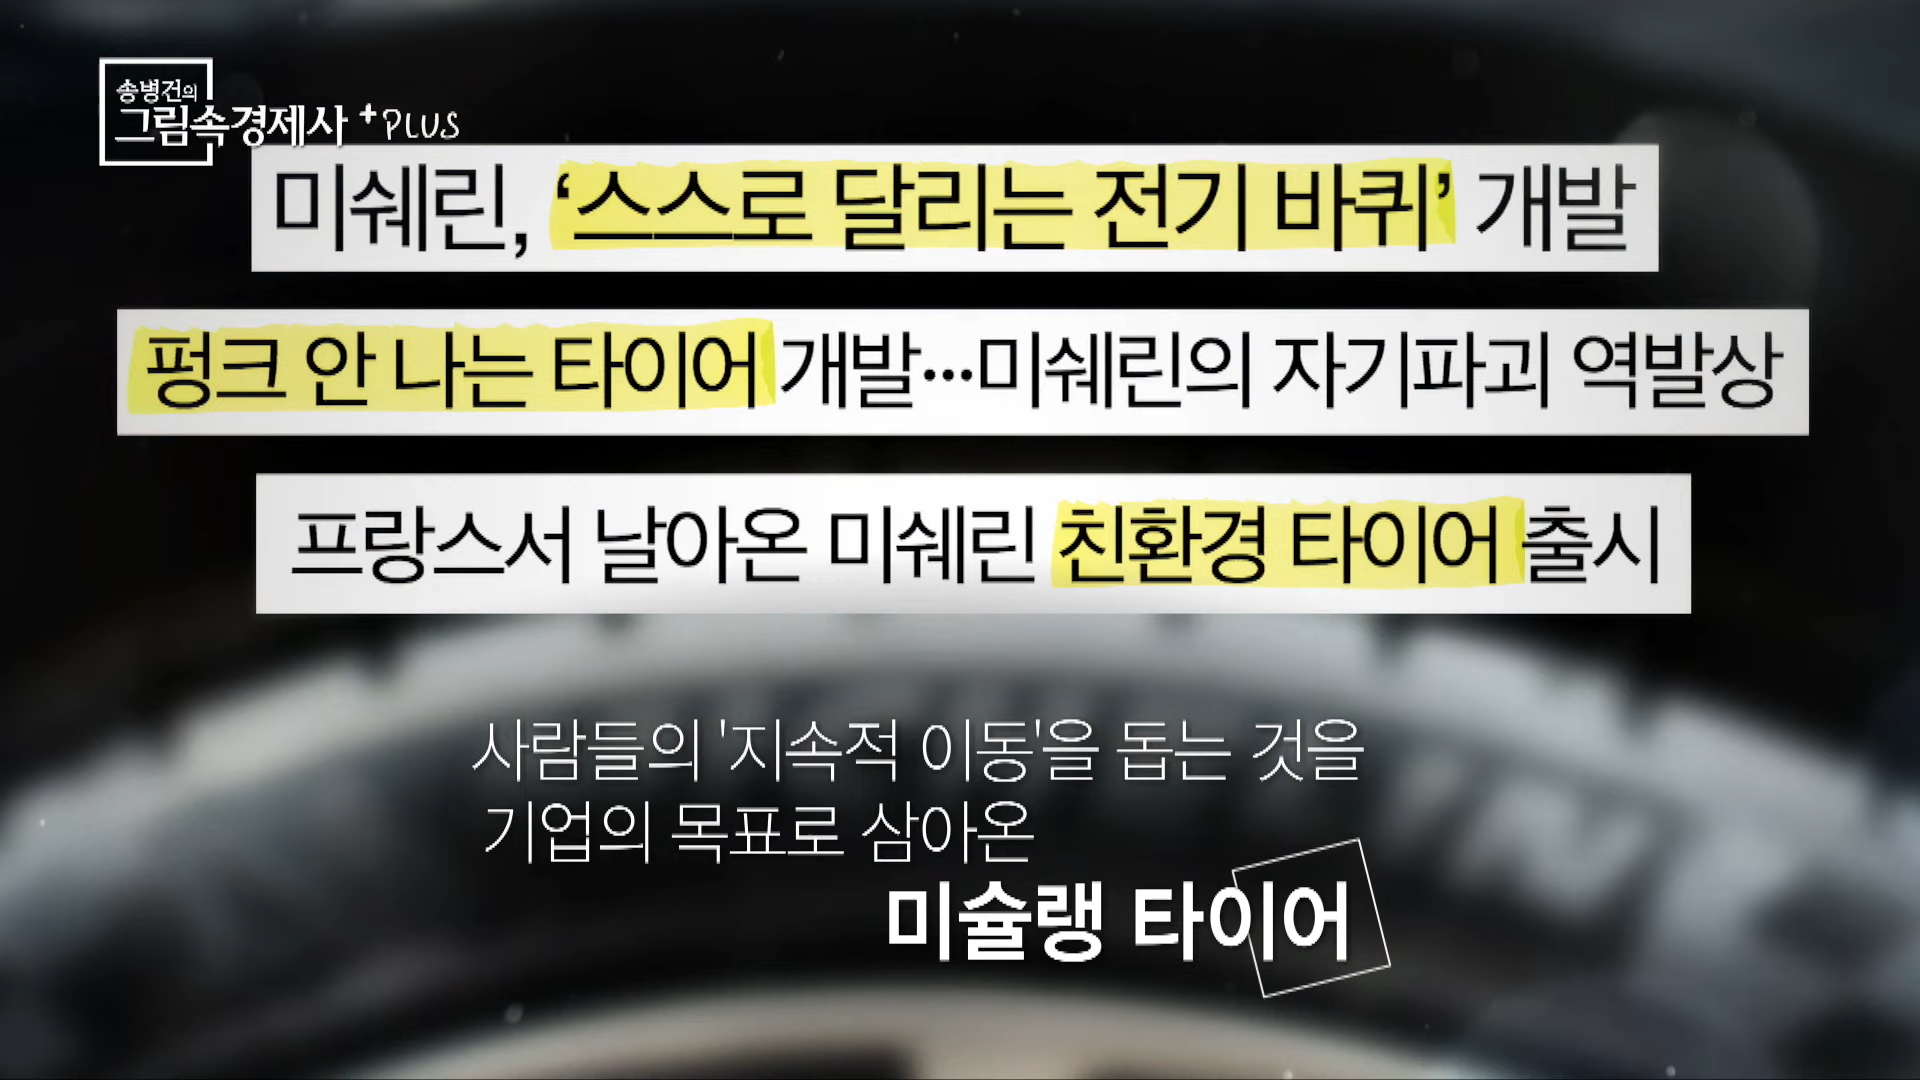 송병건의
그림속경제사 +PLUS
미쉐린, ‘스스로 달리는 전기 바퀴’ 개발
펑크 안 나는 타이어 개발…미쉐린의 자기파괴 역발상
프랑스서 날아온 미쉐린 친환경 타이어 출시
사람들의 '지속적 이동'을 돕는 것을
기업의 목표로 삼아온
미슐랭 타이어